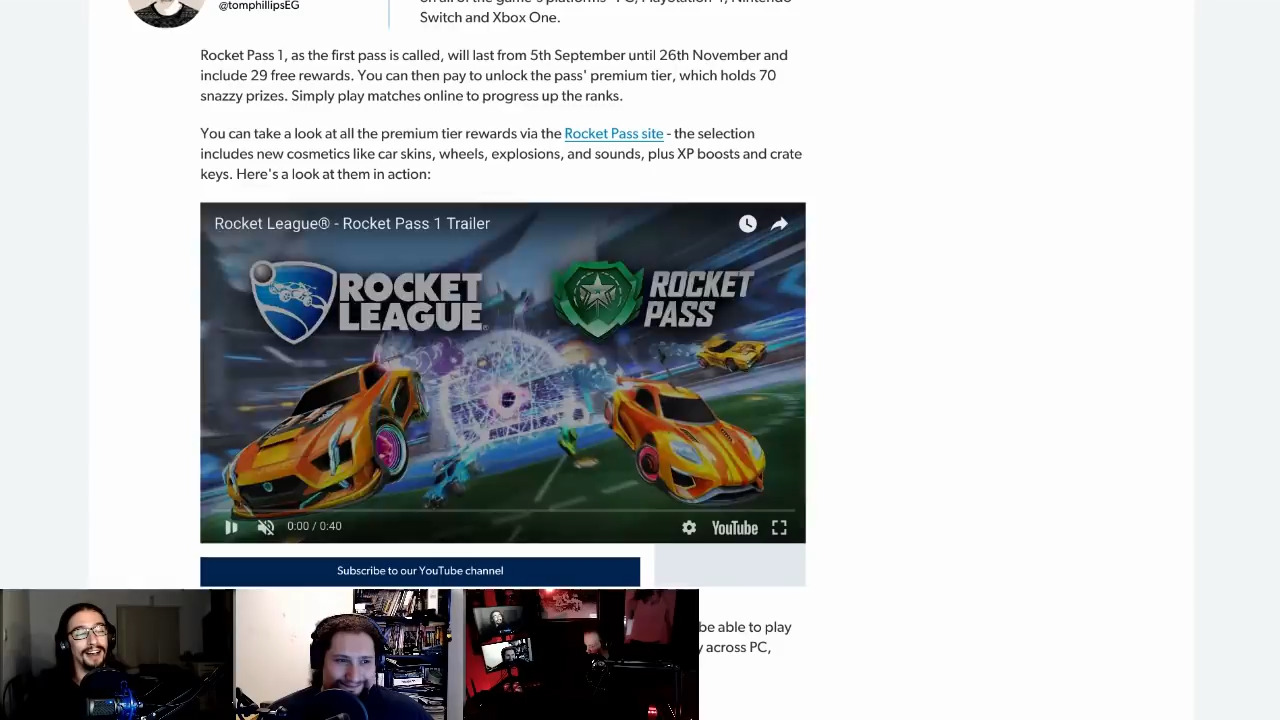 @tomphillipsEG
Switch and Xbox One.
Rocket Pass 1, as the first pass is called, will last from 5th September until 26th November and
include 29 free rewards. You can then pay to unlock the pass' premium tier, which holds 70
snazzy prizes. Simply play matches online to progress up the ranks.
You can take a look at all the premium tier rewards via the Rocket Pass site - the selection
includes new cosmetics like car skins, wheels, explosions, and sounds, plus XP boosts and crate
keys. Here's a look at them in action:
Rocket League® - Rocket Pass 1 Trailer
ROCKET
LEAGUE
ROCKET
PASS
0:00 / 0:40
YouTube
Subscribe to our YouTube channel
be able to play
across PC,